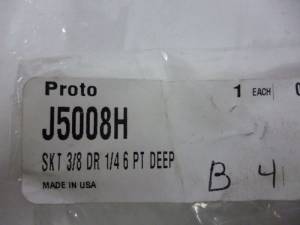 Proto 1 EACH
J5008H
SKT 3/8 DR 1/4 6 PT DEEP
MADE IN USA B 4